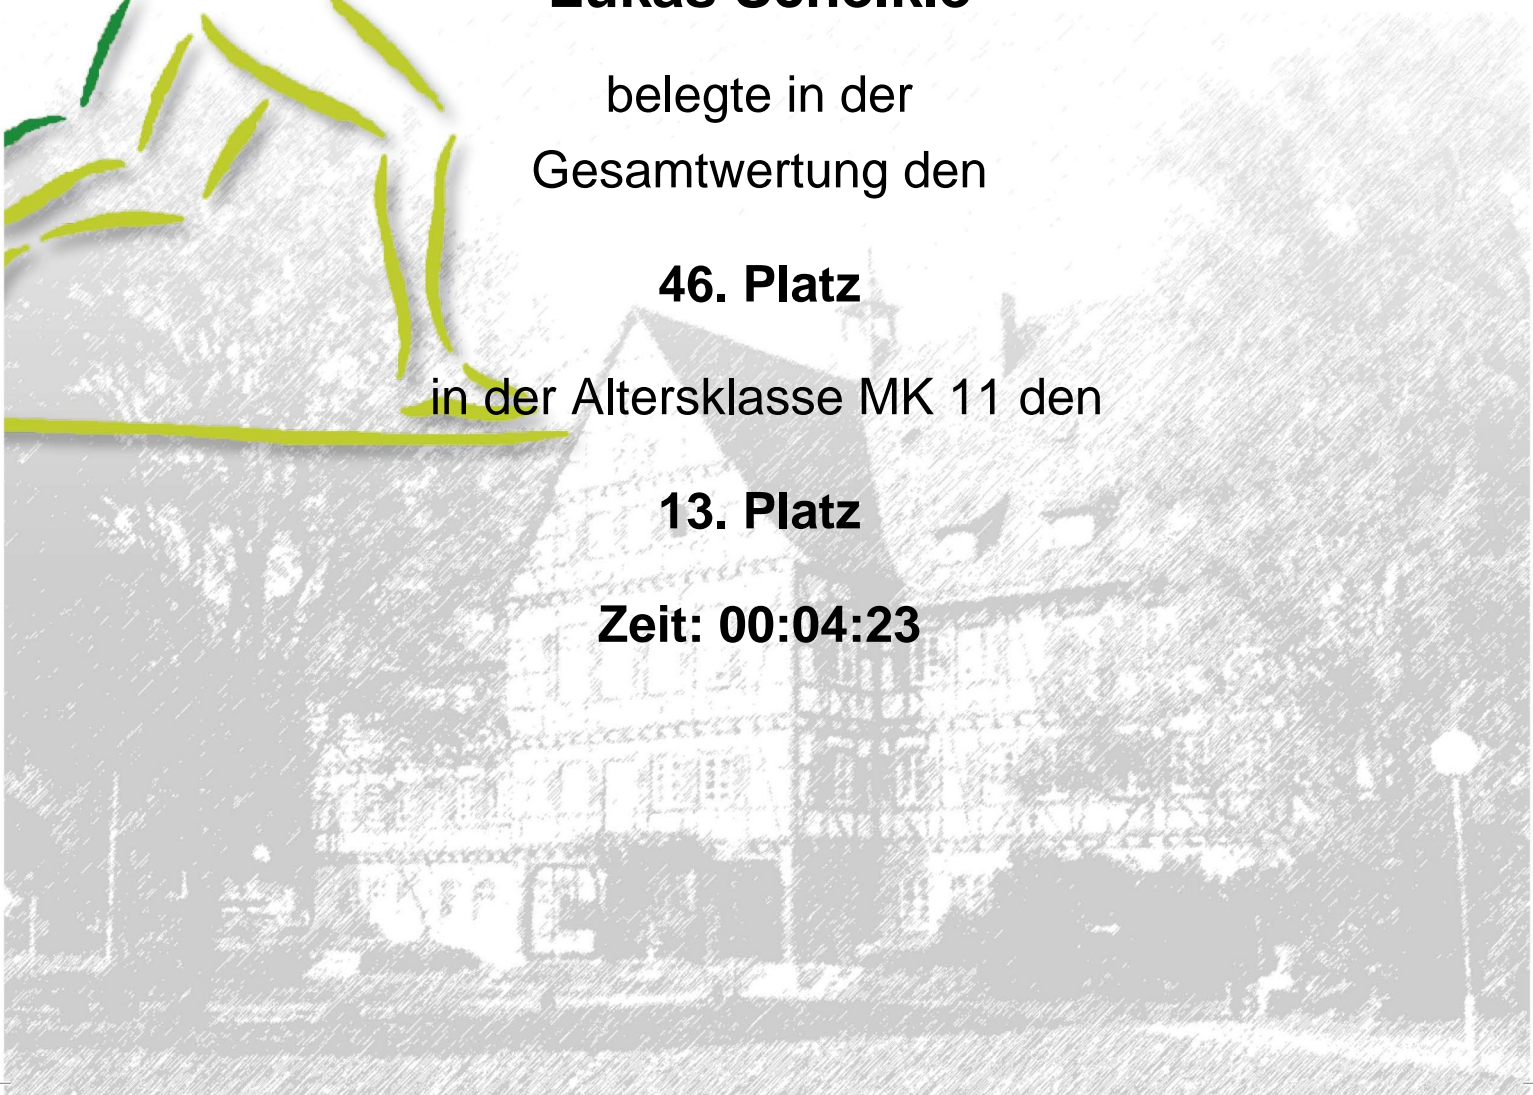 Lukas
belegte in der
Gesamtwertung den
46. Platz
in der Altersklasse MK 11 den
13. Platz
Zeit: 00:04:23